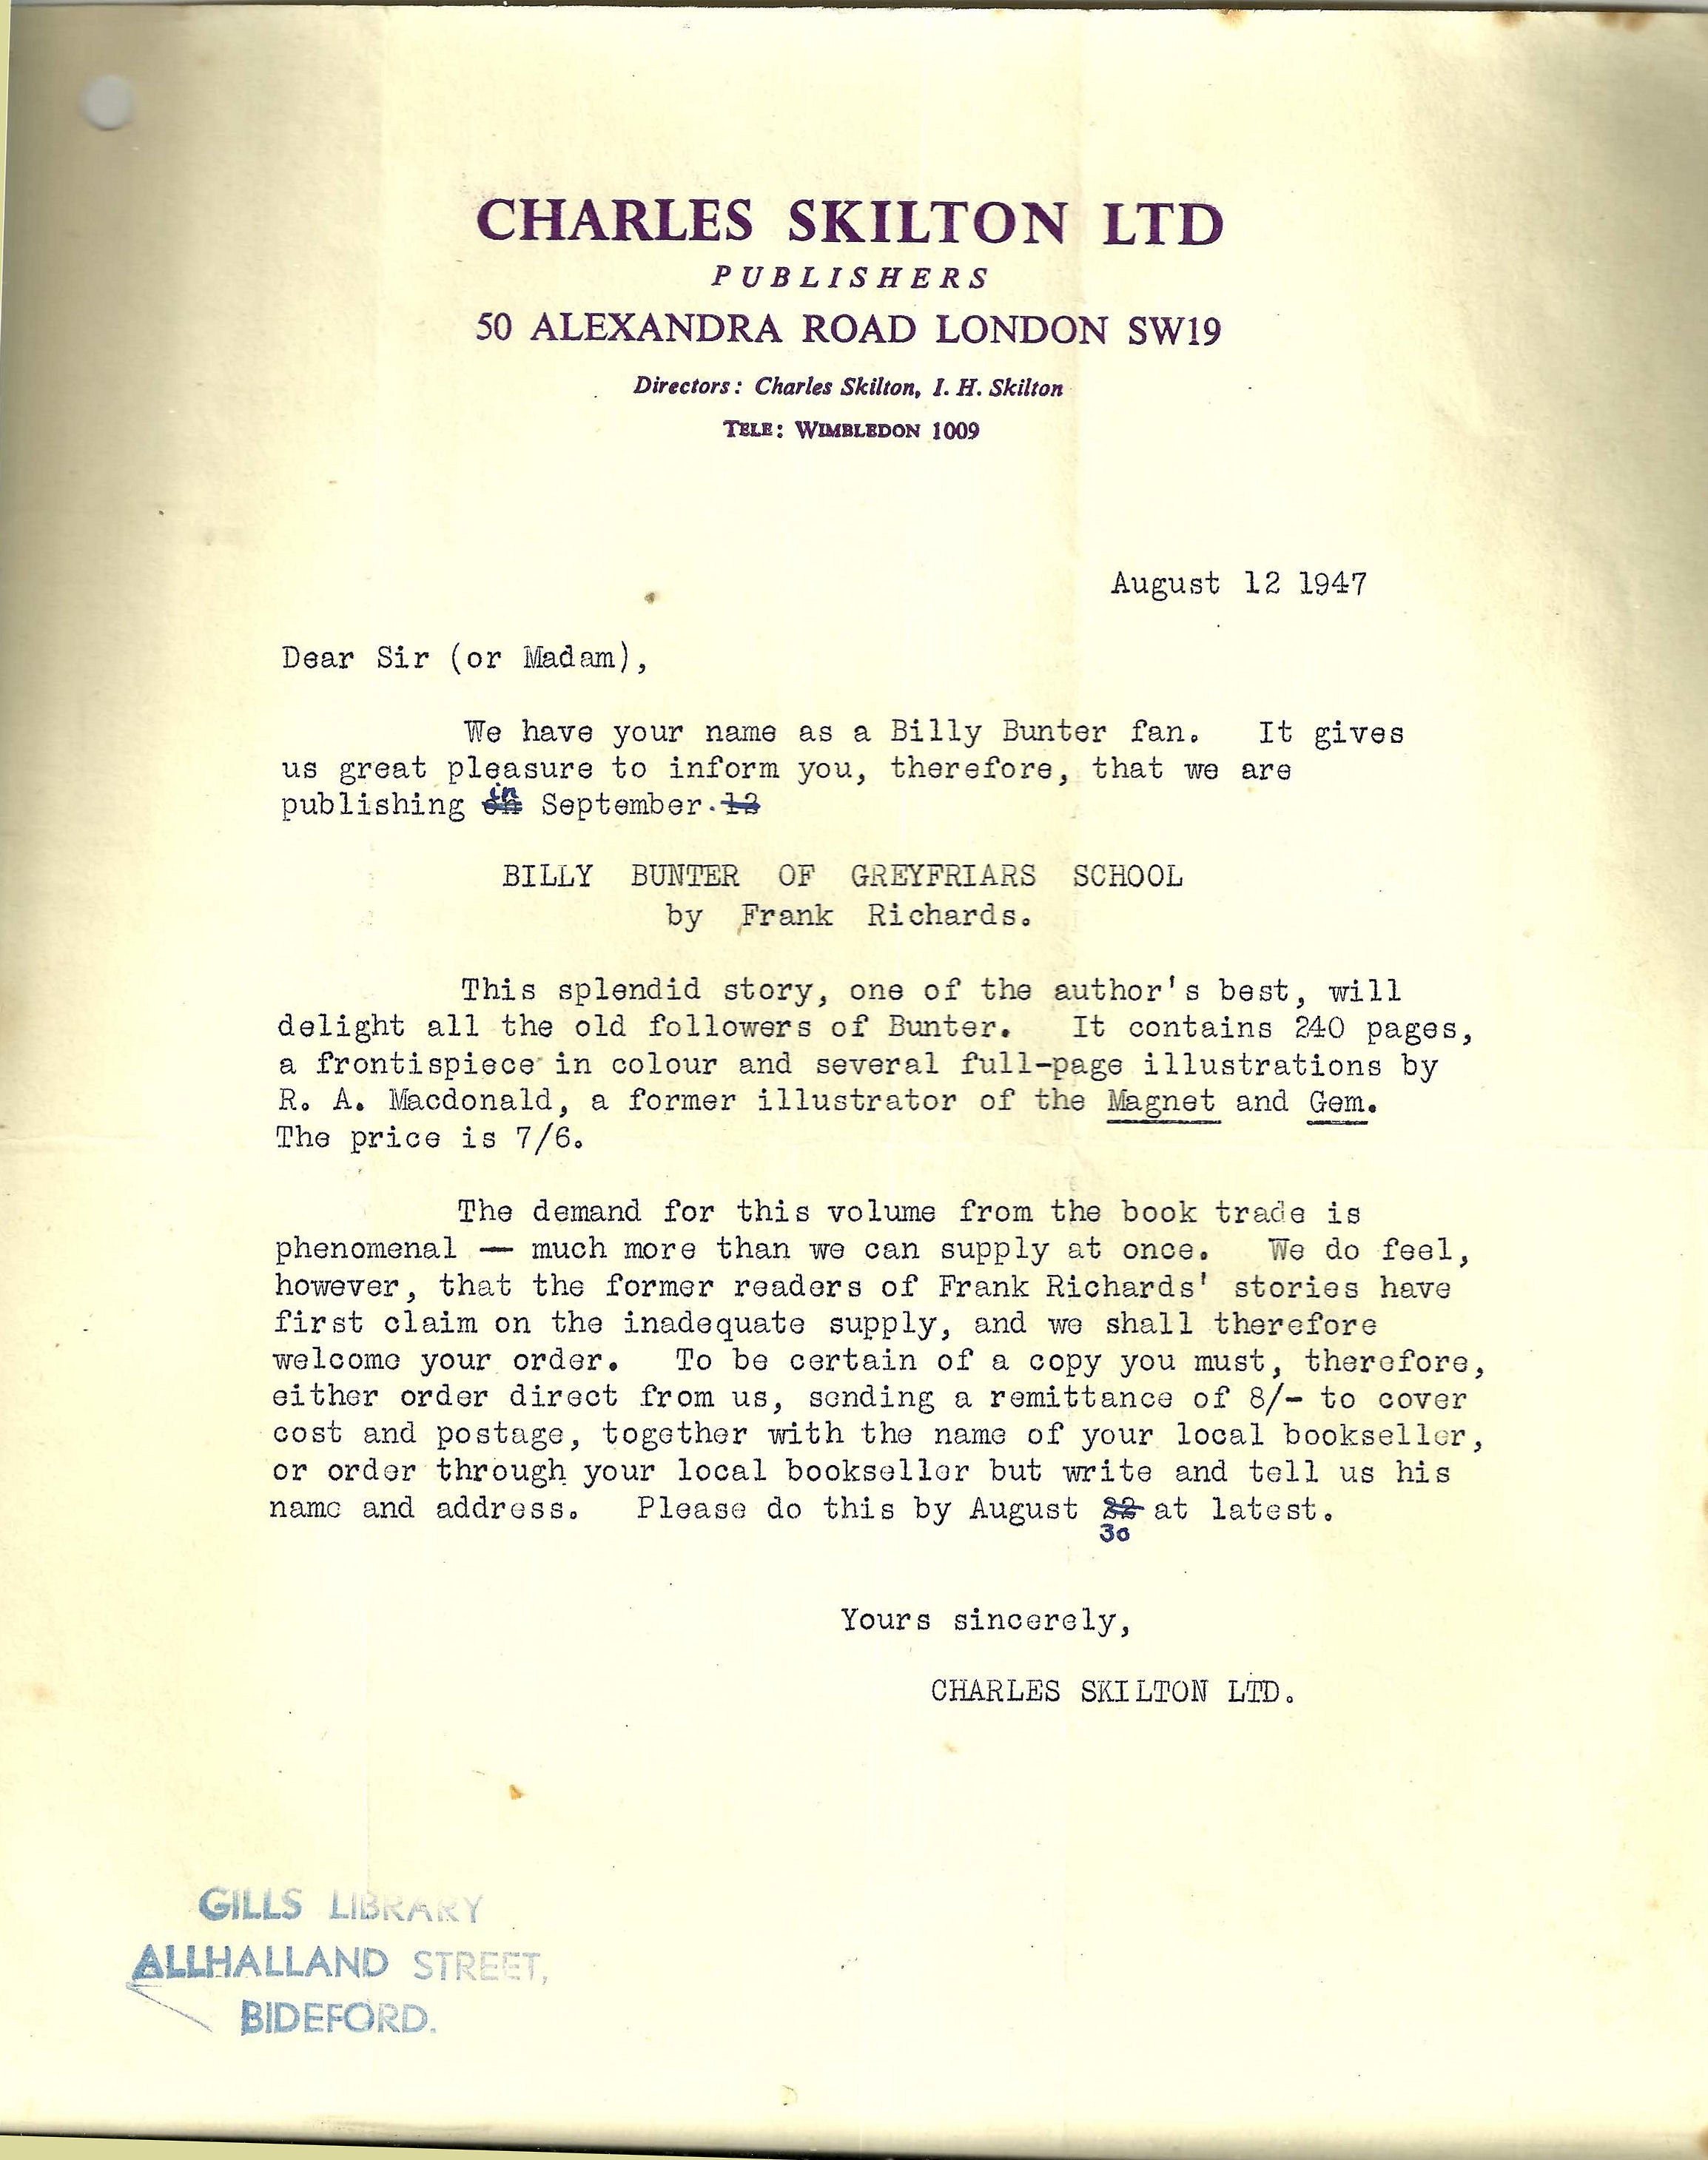 CHARLES SKILTON LTD
PUBLISHERS
50 ALEXANDRA ROAD LONDON SW19
Directors: Charles Skilton, I. H. Skilton
TELE: WIMBLEDON 1009
August 12 1947
Dear Sir (or Madam),
We have your name as a Billy Bunter fan. It gives
us great pleasure to inform you, therefore, that we are
publishing on in September. 12
BILLY BUNTER OF GREYFRIARS SCHOOL
by Frank Richards.
This splendid story, one of the author's best, will
delight all the old followers of Bunter. It contains 240 pages,
a frontispiece in colour and several full-page illustrations by
R. A. Macdonald, a former illustrator of the Magnet and Gem.
The price is 7/6.
The demand for this volume from the book trade is
phenomenal — much more than we can supply at once. We do feel,
however, that the former readers of Frank Richards' stories have
first claim on the inadequate supply, and we shall therefore
welcome your order. To be certain of a copy you must, therefore,
either order direct from us, sending a remittance of 8/- to cover
cost and postage, together with the name of your local bookseller,
or order through your local bookseller but write and tell us his
name and address. Please do this by August 22 at latest.
30
Yours sincerely,
CHARLES SKILTON LTD.
GILLS LIBRARY
ALLHALLAND STREET,
BIDEFORD.